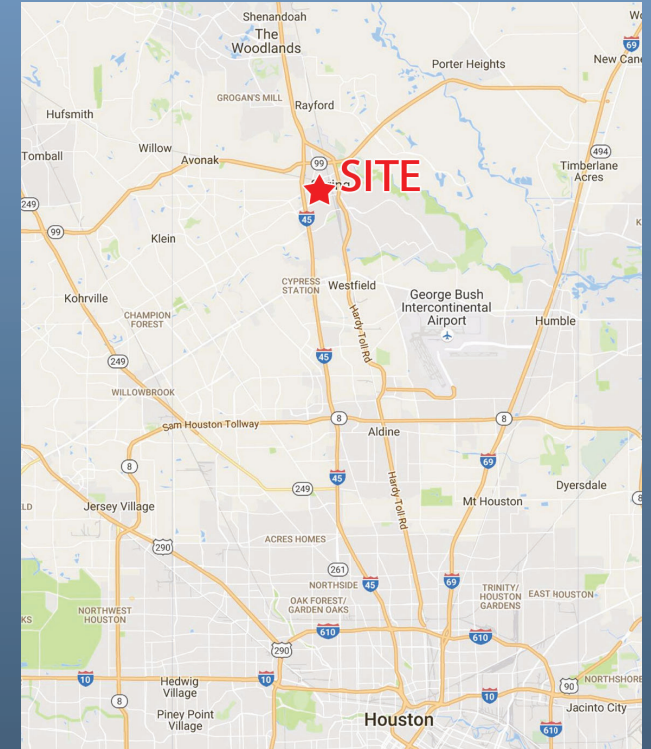 Shenandoah
The
Woodlands
69
New Can
Porter Heights
GROGAN'S MILL
Rayford
Hufsmith
Willow
Tomball
Avonak
494
Timberlane
Acres
99
SITE
249
45
99
Klein
CYPRESS
STATION
Westfield
George Bush
Intercontinental
Airport
Kohrville
CHAMPION
FOREST
Hardy Toll Rd
Humble
45
249
WILLOWBROOK
Sam Houston Tollway
8
8
Aldine
69
8
45
Hardy Toll Rd
249
Dyersdale
8
Mt Houston
Jersey Village
290
ACRES HOMES
261
NORTHSIDE
45
69
TRINITY/
HOUSTON
GARDENS
EAST HOUSTON
OAK FOREST/
GARDEN OAKS
NORTHWEST
HOUSTON
610
610
290
10
Hedwig
Village
10
90
NORTHSHORE
10
8
Piney Point
Village
Houston
Jacinto City
610